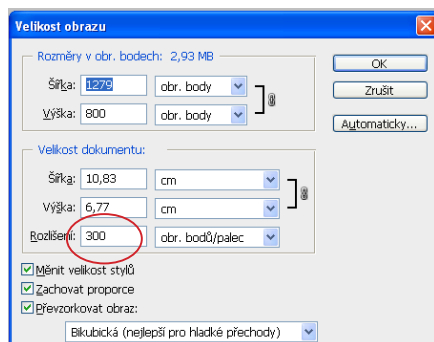 Velikost obrazu
Rozměry v obr. bodech: 2,93 MB
Šířka: 1279 obr. body
Výška: 800 obr. body
OK
Zrušit
Automaticky...
Velikost dokumentu:
Šířka: 10,83 cm
Výška: 6,77 cm
Rozlišení: 300 obr. bodů/palec
Měnit velikost stylů
Zachovat proporce
Převzorkovat obraz:
Bikubická (nejlepší pro hladké přechody)